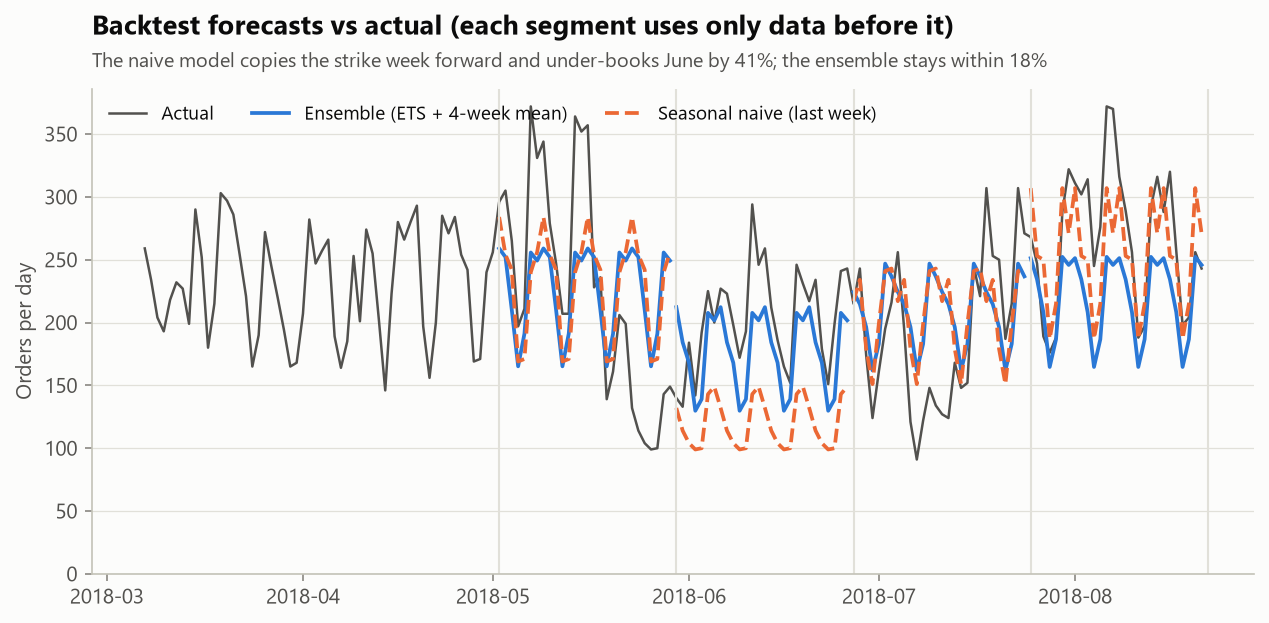 Backtest forecasts vs actual (each segment uses only data before it)
The naive model copies the strike week forward and under-books June by 41%; the ensemble stays within 18%
Actual
Ensemble (ETS + 4-week mean)
Seasonal naive (last week)
Orders per day
350
300
250
200
150
100
50
0
2018-03
2018-04
2018-05
2018-06
2018-07
2018-08